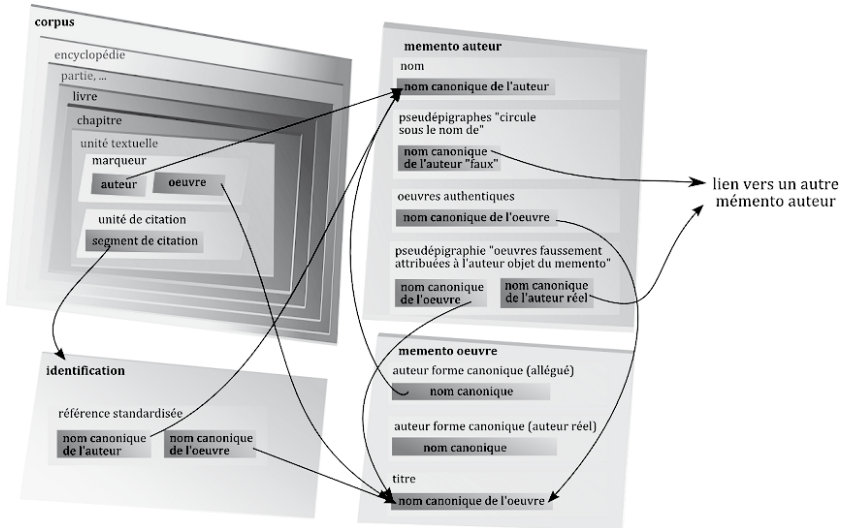 corpus
encyclopédie
partie, ...
livre
chapitre
unité textuelle
marqueur
auteur
oeuvre
unité de citation
segment de citation
identification
référence standardisée
nom canonique
de l'auteur
nom canonique
de l'oeuvre
memento auteur
nom
nom canonique de l'auteur
pseudépigraphes "circule
sous le nom de"
nom canonique
de l'auteur "faux"
oeuvres authentiques
nom canonique de l'oeuvre
pseudépigraphie "oeuvres faussement
attribuées à l'auteur objet du memento"
nom canonique
de l'oeuvre
nom canonique
de l'auteur réel
memento oeuvre
auteur forme canonique (allégué)
nom canonique
auteur forme canonique (auteur réel)
nom canonique
titre
nom canonique de l'oeuvre
lien vers un autre
mémento auteur